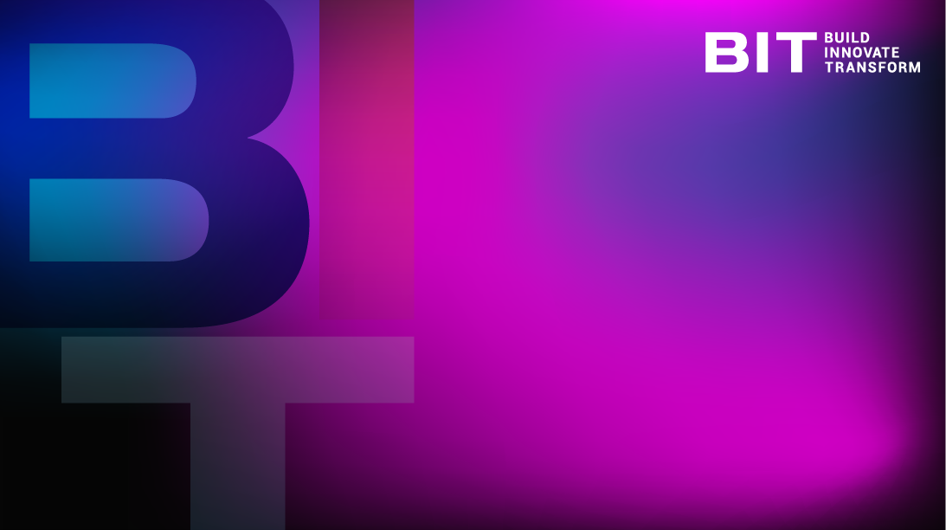 BI
T
BIT
BUILD
INNOVATE
TRANSFORM